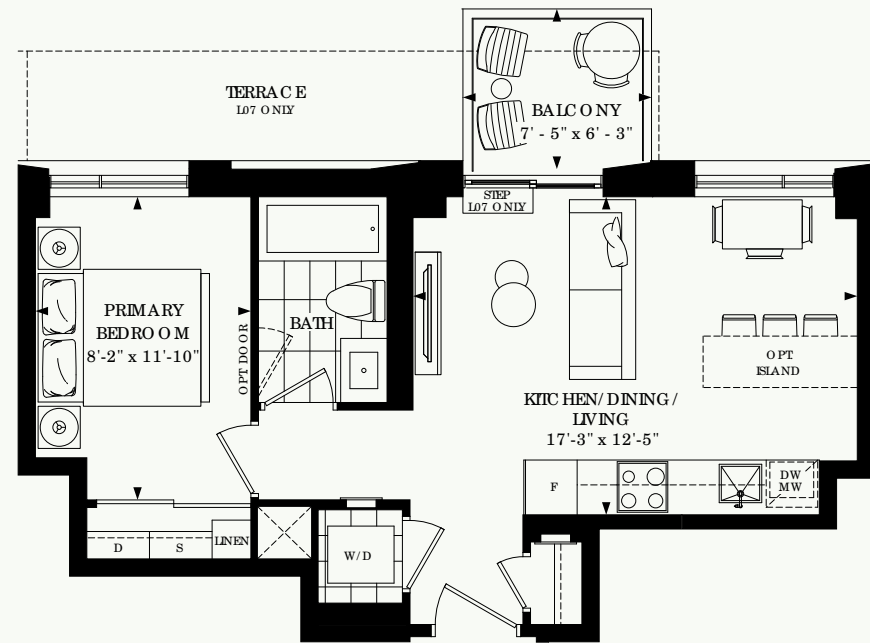 TERRACE
L07 ONLY
BALCONY
7' - 5" x 6' - 3"
STEP
L07 ONLY
PRIMARY
BEDROOM
8'-2" x 11'-10"
OPT DOOR
BATH
OPT
ISLAND
KITCHEN/ DINING /
LIVING
17'-3" x 12'-5"
F
DW
MW
D
S
LINEN
W/D